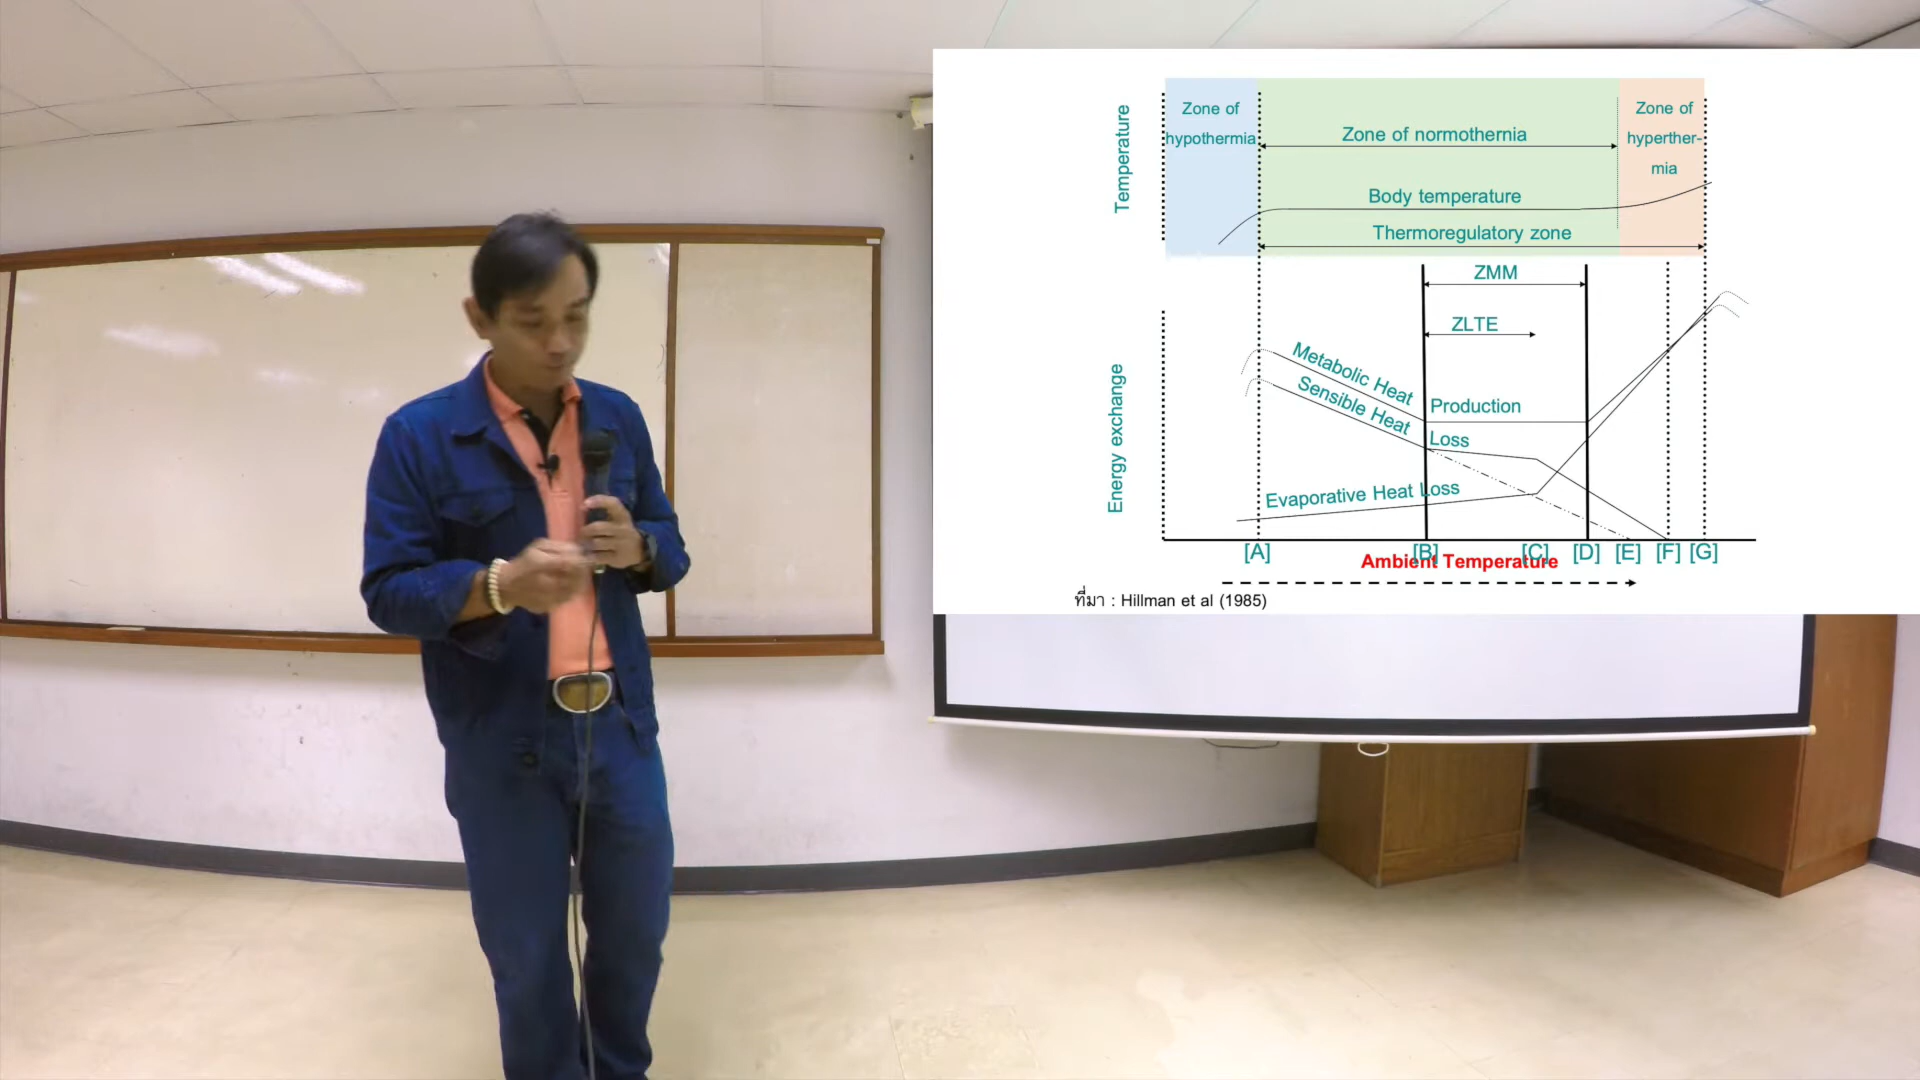 Zone of
hypothermia
Zone of normothernia
Zone of
hyperther-
mia
Temperature
Body temperature
Thermoregulatory zone
ZMM
ZLTE
Metabolic Heat
Production
Sensible Heat
Loss
Evaporative Heat Loss
Energy exchange
[A] [B] [C] [D] [E] [F] [G]
Ambient Temperature
ที่มา : Hillman et al (1985)